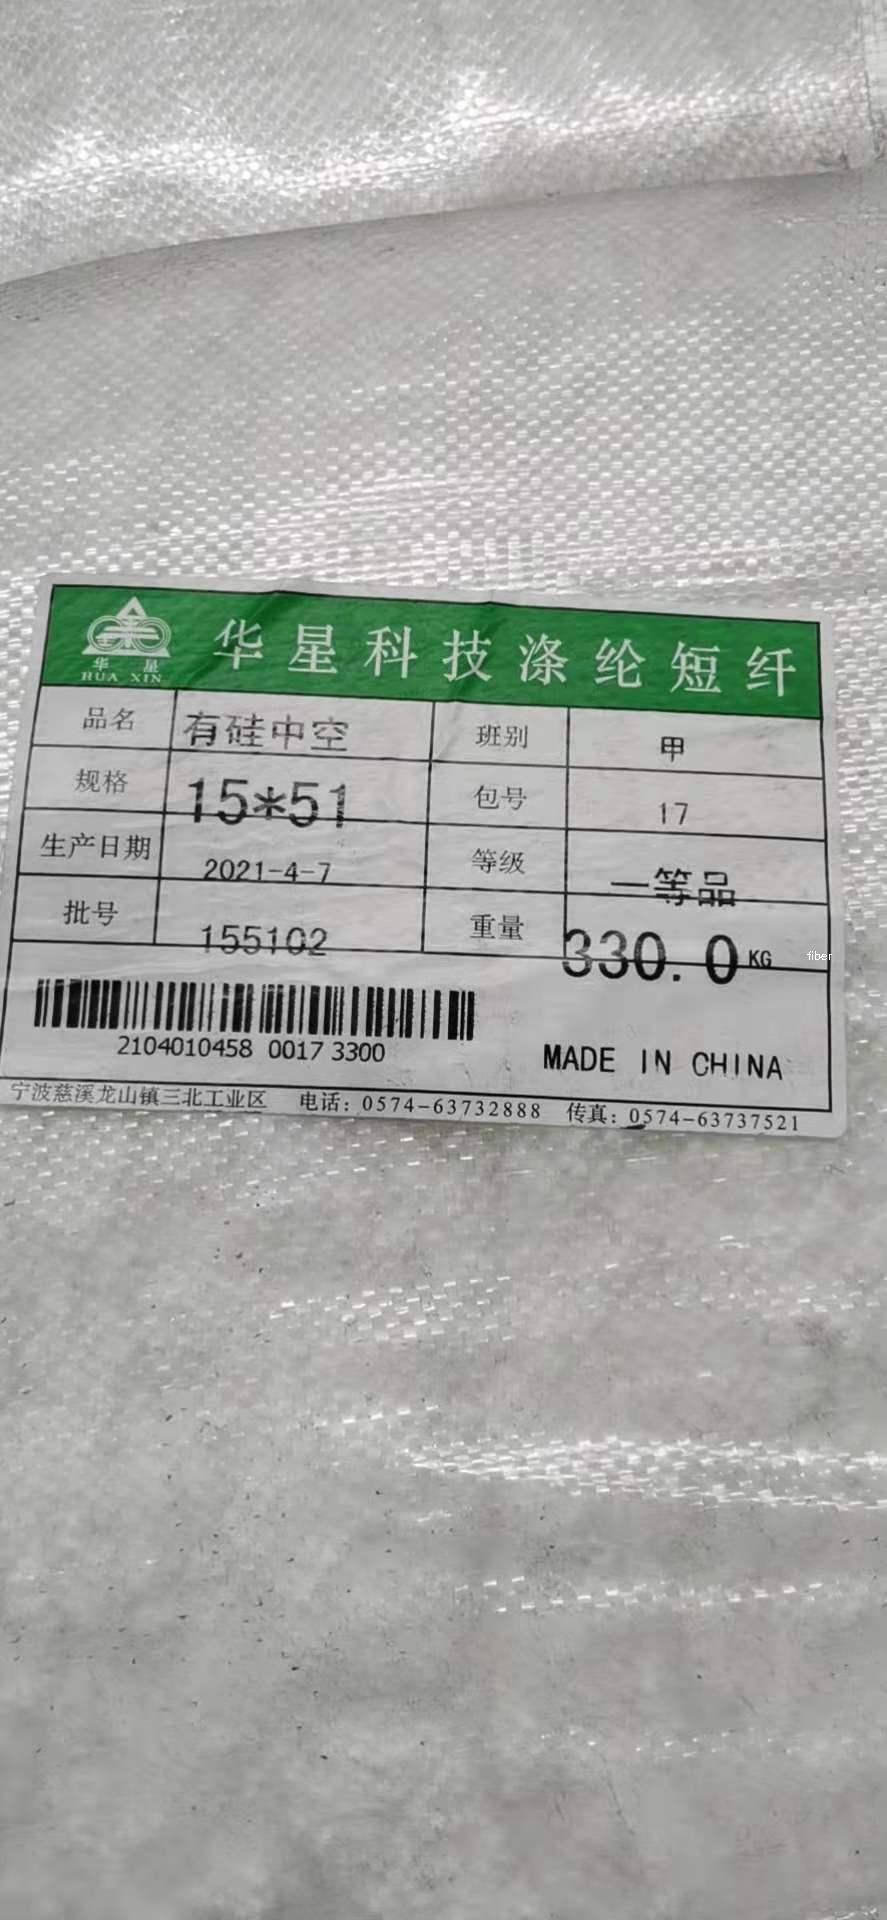 华星科技涤纶短纤
华星
HUA XIN
品名 有硅中空 班别 甲
规格 15*51 包号 17
生产日期 2021-4-7 等级 一等品
批号 155102 重量 330.0KG
fiber
2104010458 0017 3300
MADE IN CHINA
宁波慈溪龙山镇三北工业区 电话：0574-63732888 传真：0574-63737521